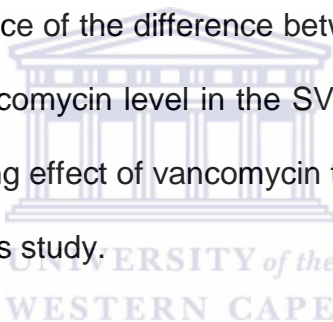 ce of the difference betw
comycin level in the SV
ng effect of vancomycin t
s study.
UNIVERSITY of the
WESTERN CAPE